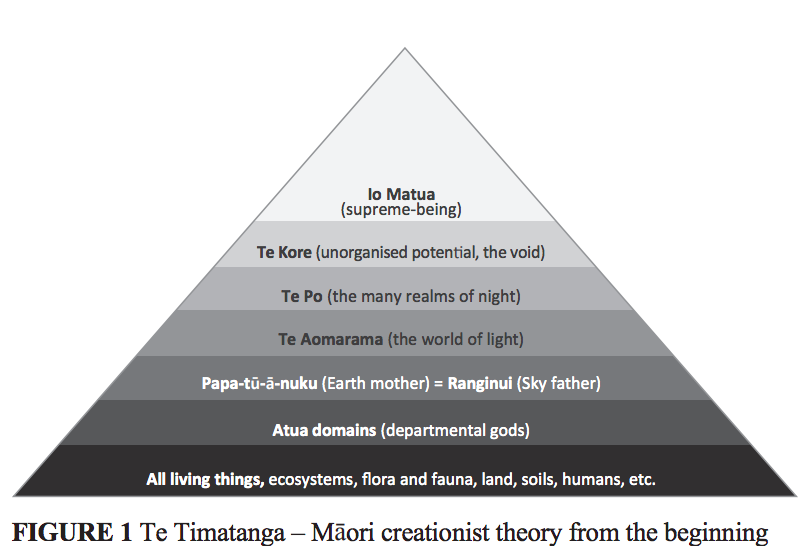 Io Matua
(supreme-being)
Te Kore (unorganised potential, the void)
Te Po (the many realms of night)
Te Aomarama (the world of light)
Papa-tū-ā-nuku (Earth mother) = Ranginui (Sky father)
Atua domains (departmental gods)
All living things, ecosystems, flora and fauna, land, soils, humans, etc.
FIGURE 1 Te Timatanga – Māori creationist theory from the beginning